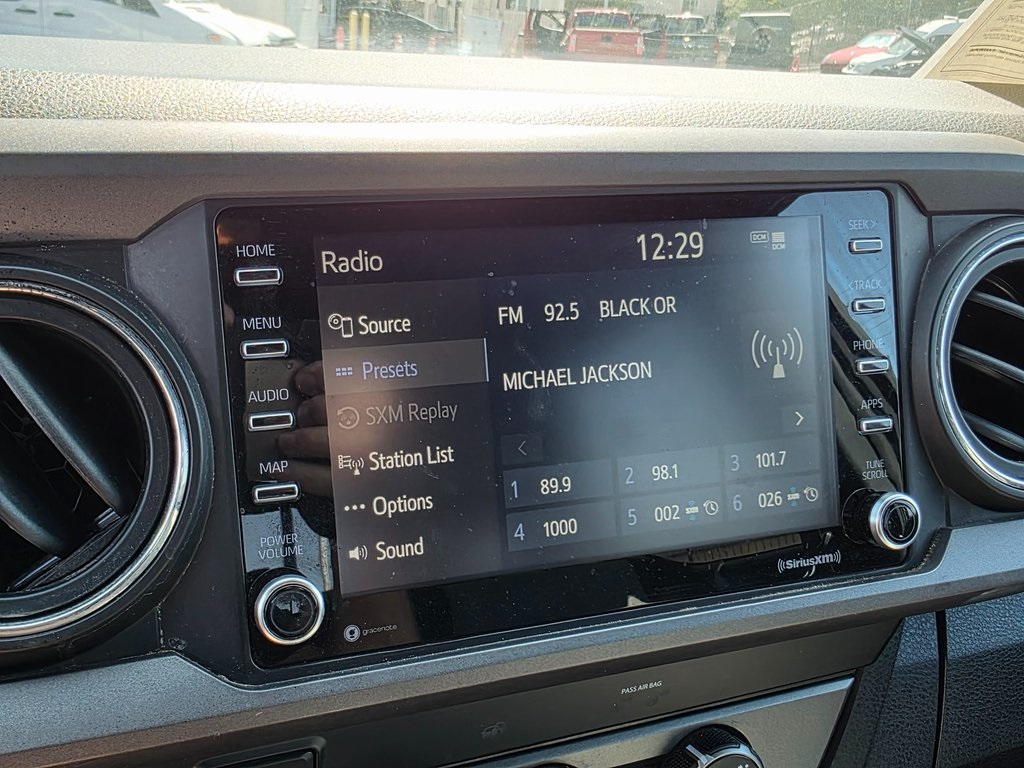 HOME
MENU
AUDIO
MAP
POWER
VOLUME
Radio
12:29
DCM
DCM
Source
Presets
SXM Replay
Station List
Options
Sound
FM 92.5 BLACK OR
MICHAEL JACKSON
1 89.9 2 98.1 3 101.7
4 1000 5 002 6 026
SEEK >
< TRACK
PHONE
APPS
TUNE
SCROLL
SiriusXM
gracenote
PASS AIR BAG